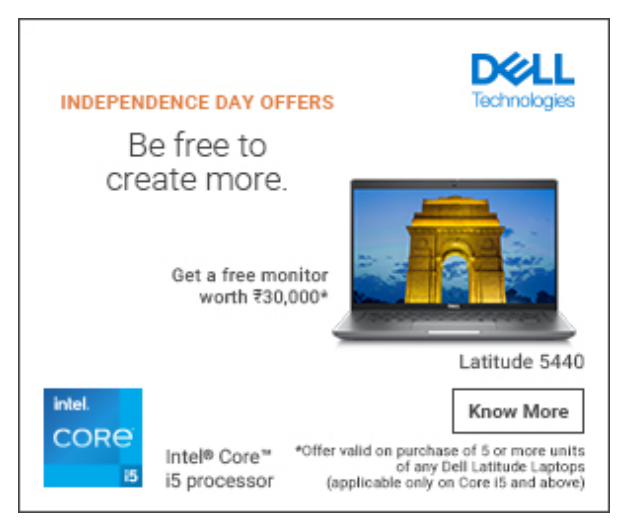 DELL
Technologies
INDEPENDENCE DAY OFFERS
Be free to
create more.
Get a free monitor
worth ₹30,000*
DELL
Latitude 5440
Know More
intel.
CORE
i5
Intel® Core™
i5 processor
*Offer valid on purchase of 5 or more units
of any Dell Latitude Laptops
(applicable only on Core i5 and above)